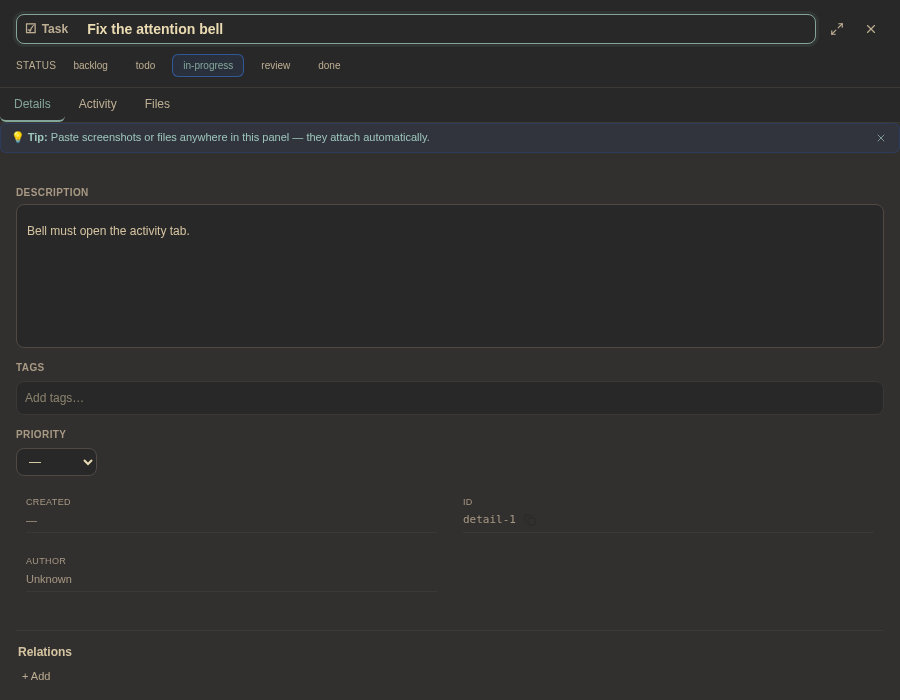 ☑ Task Fix the attention bell
STATUS backlog todo in-progress review done
Details Activity Files
💡 Tip: Paste screenshots or files anywhere in this panel — they attach automatically.
DESCRIPTION
Bell must open the activity tab.
TAGS
Add tags…
PRIORITY
—
CREATED ID
— detail-1
AUTHOR
Unknown
Relations
+ Add